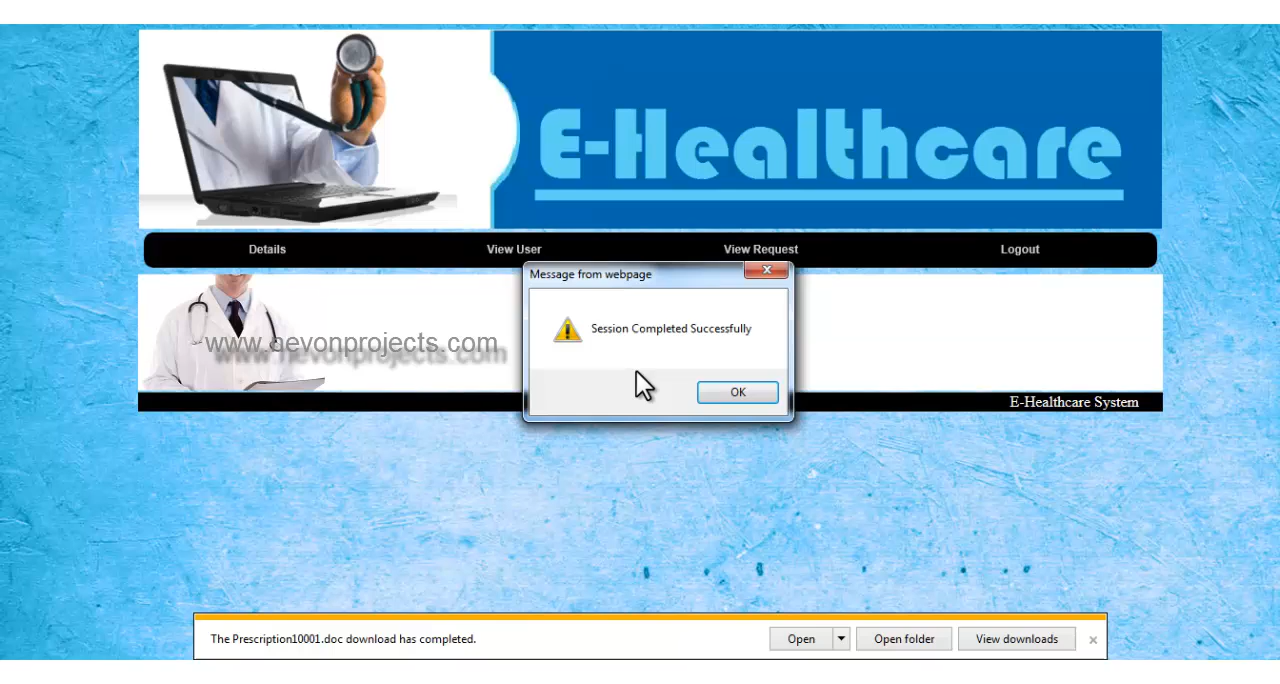 E-Healthcare
Details View User View Request Logout
Message from webpage
Session Completed Successfully
www.nevonprojects.com
OK
E-Healthcare System
The Prescription10001.doc download has completed. Open Open folder View downloads